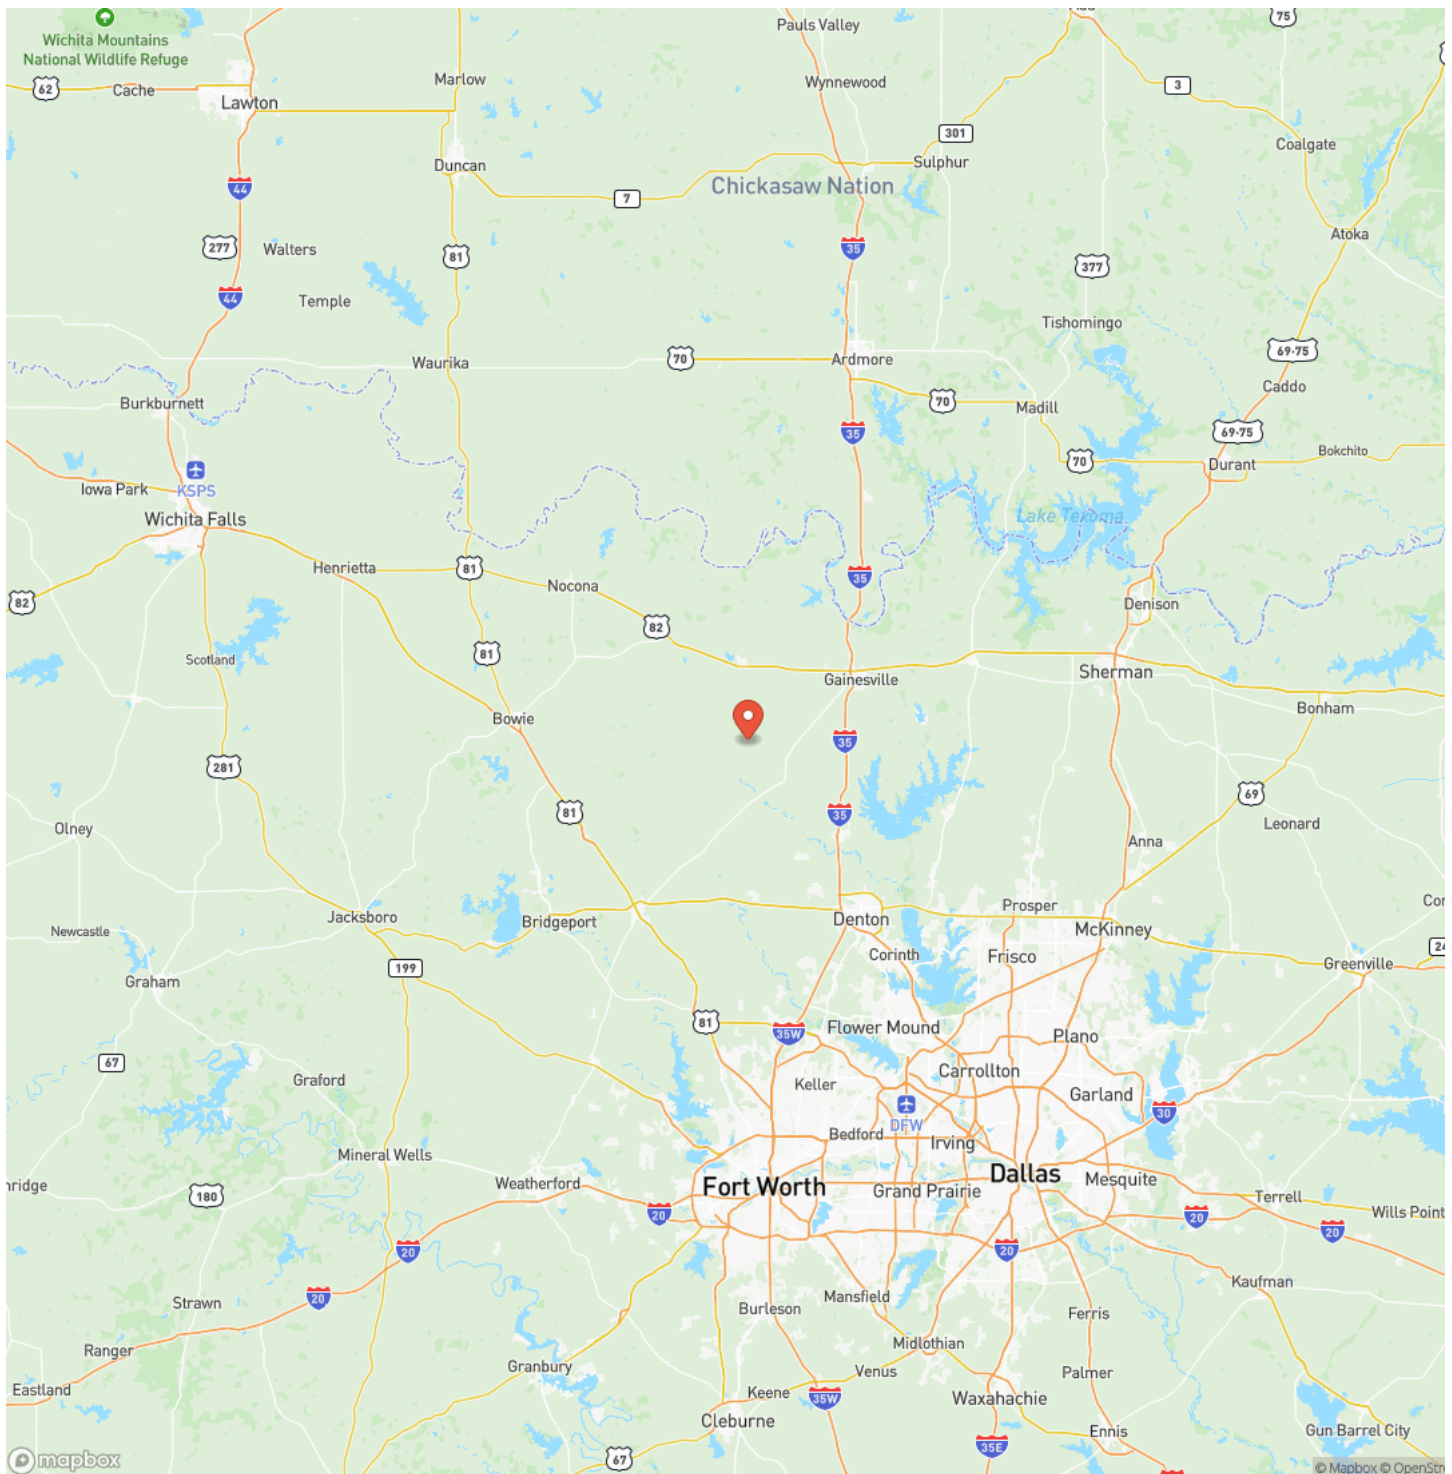 Pauls Valley
75
Wichita Mountains
National Wildlife Refuge
Marlow
Wynnewood
62
Cache
3
Lawton
301
Coalgate
Duncan
Sulphur
44
Chickasaw Nation
7
277
Walters
81
35
Atoka
377
44
Temple
Tishomingo
Waurika
70
Ardmore
69-75
Caddo
Burkburnett
70
Madill
35
69-75
Bokchito
KSPS
Iowa Park
70
Durant
Wichita Falls
Lake Texoma
Henrietta
81
Nocona
35
82
Denison
82
Scotland
81
Gainesville
Sherman
Bowie
Bonham
35
281
69
81
35
Olney
Leonard
Anna
Jacksboro
Bridgeport
Denton
Prosper
Newcastle
McKinney
199
Corinth
Frisco
24
Graham
Greenville
81
35W
Flower Mound
Plano
67
Graford
Keller
Carrollton
Garland
30
DFW
Bedford
Irving
Mineral Wells
Dallas
nridge
180
Weatherford
Fort Worth
Grand Prairie
Mesquite
Terrell
20
20
Wills Point
20
20
20
Kaufman
Strawn
20
Burleson
Mansfield
Ferris
Ranger
Midlothian
Granbury
Venus
Palmer
Eastland
Keene
35W
Waxahachie
Cleburne
Ennis
Gun Barrel City
35E
67
mapbox
© Mapbox © OpenStre